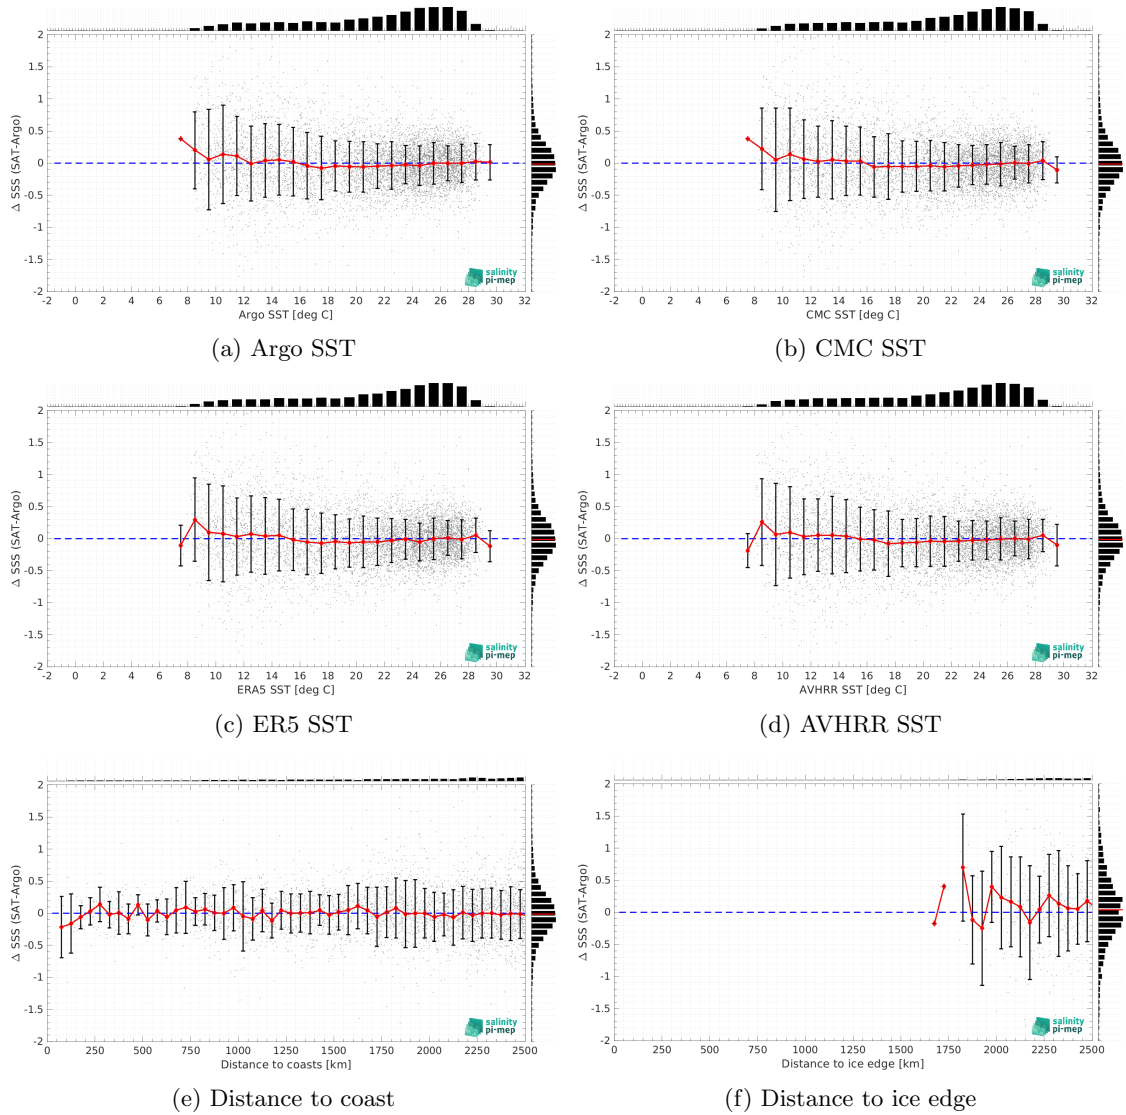 2
1.5
1
0.5
0
-0.5
-1
-1.5
-2
Δ SSS (SAT-Argo)
salinity
pi-mep
-2 0 2 4 6 8 10 12 14 16 18 20 22 24 26 28 30 32
Argo SST [deg C]
(a) Argo SST
2
1.5
1
0.5
0
-0.5
-1
-1.5
-2
Δ SSS (SAT-Argo)
salinity
pi-mep
-2 0 2 4 6 8 10 12 14 16 18 20 22 24 26 28 30 32
CMC SST [deg C]
(b) CMC SST
2
1.5
1
0.5
0
-0.5
-1
-1.5
-2
Δ SSS (SAT-Argo)
salinity
pi-mep
-2 0 2 4 6 8 10 12 14 16 18 20 22 24 26 28 30 32
ERA5 SST [deg C]
(c) ER5 SST
2
1.5
1
0.5
0
-0.5
-1
-1.5
-2
Δ SSS (SAT-Argo)
salinity
pi-mep
-2 0 2 4 6 8 10 12 14 16 18 20 22 24 26 28 30 32
AVHRR SST [deg C]
(d) AVHRR SST
2
1.5
1
0.5
0
-0.5
-1
-1.5
-2
Δ SSS (SAT-Argo)
salinity
pi-mep
0 250 500 750 1000 1250 1500 1750 2000 2250 2500
Distance to coasts [km]
(e) Distance to coast
2
1.5
1
0.5
0
-0.5
-1
-1.5
-2
Δ SSS (SAT-Argo)
salinity
pi-mep
0 250 500 750 1000 1250 1500 1750 2000 2250 2500
Distance to ice edge [km]
(f) Distance to ice edge